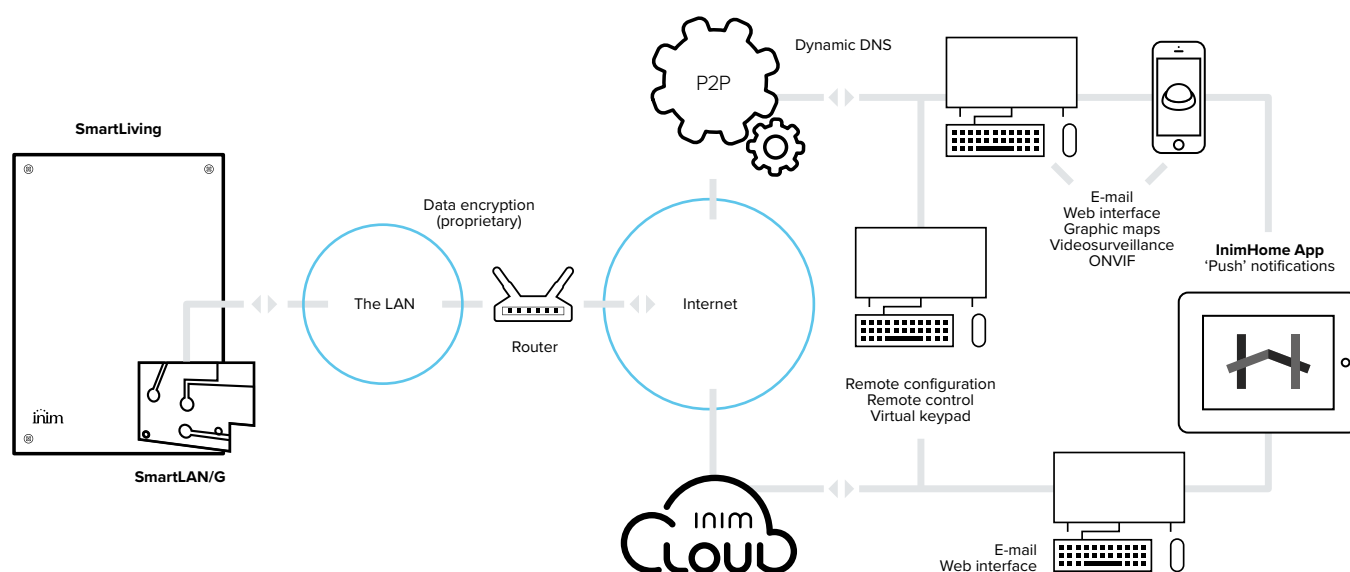 SmartLiving
inim
SmartLAN/G
Data encryption
(proprietary)
The LAN
Router
P2P
Dynamic DNS
Internet
E-mail
Web interface
Graphic maps
Videosurveillance
ONVIF
InimHome App
'Push' notifications
Remote configuration
Remote control
Virtual keypad
inim
CLOUD
E-mail
Web interface